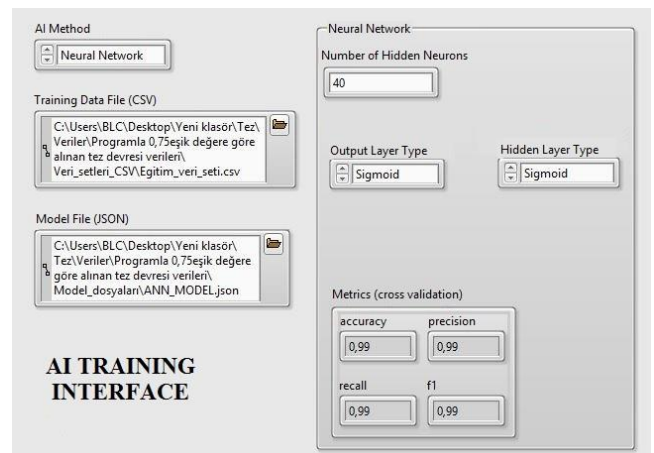 AI Method
Neural Network
Training Data File (CSV)
C:\Users\BLC\Desktop\Yeni klasör\Tez\
Veriler\Programla 0,75eşik değere göre
alınan tez devresi verileri\
Veri_setleri_CSV\Egitim_veri_seti.csv
Model File (JSON)
C:\Users\BLC\Desktop\Yeni klasör\
Tez\Veriler\Programla 0,75eşik değere
göre alınan tez devresi verileri\
Model_dosyaları\ANN_MODEL.json
AI TRAINING
INTERFACE
Neural Network
Number of Hidden Neurons
40
Output Layer Type
Hidden Layer Type
Sigmoid
Sigmoid
Metrics (cross validation)
accuracy
precision
0,99
0,99
recall
f1
0,99
0,99